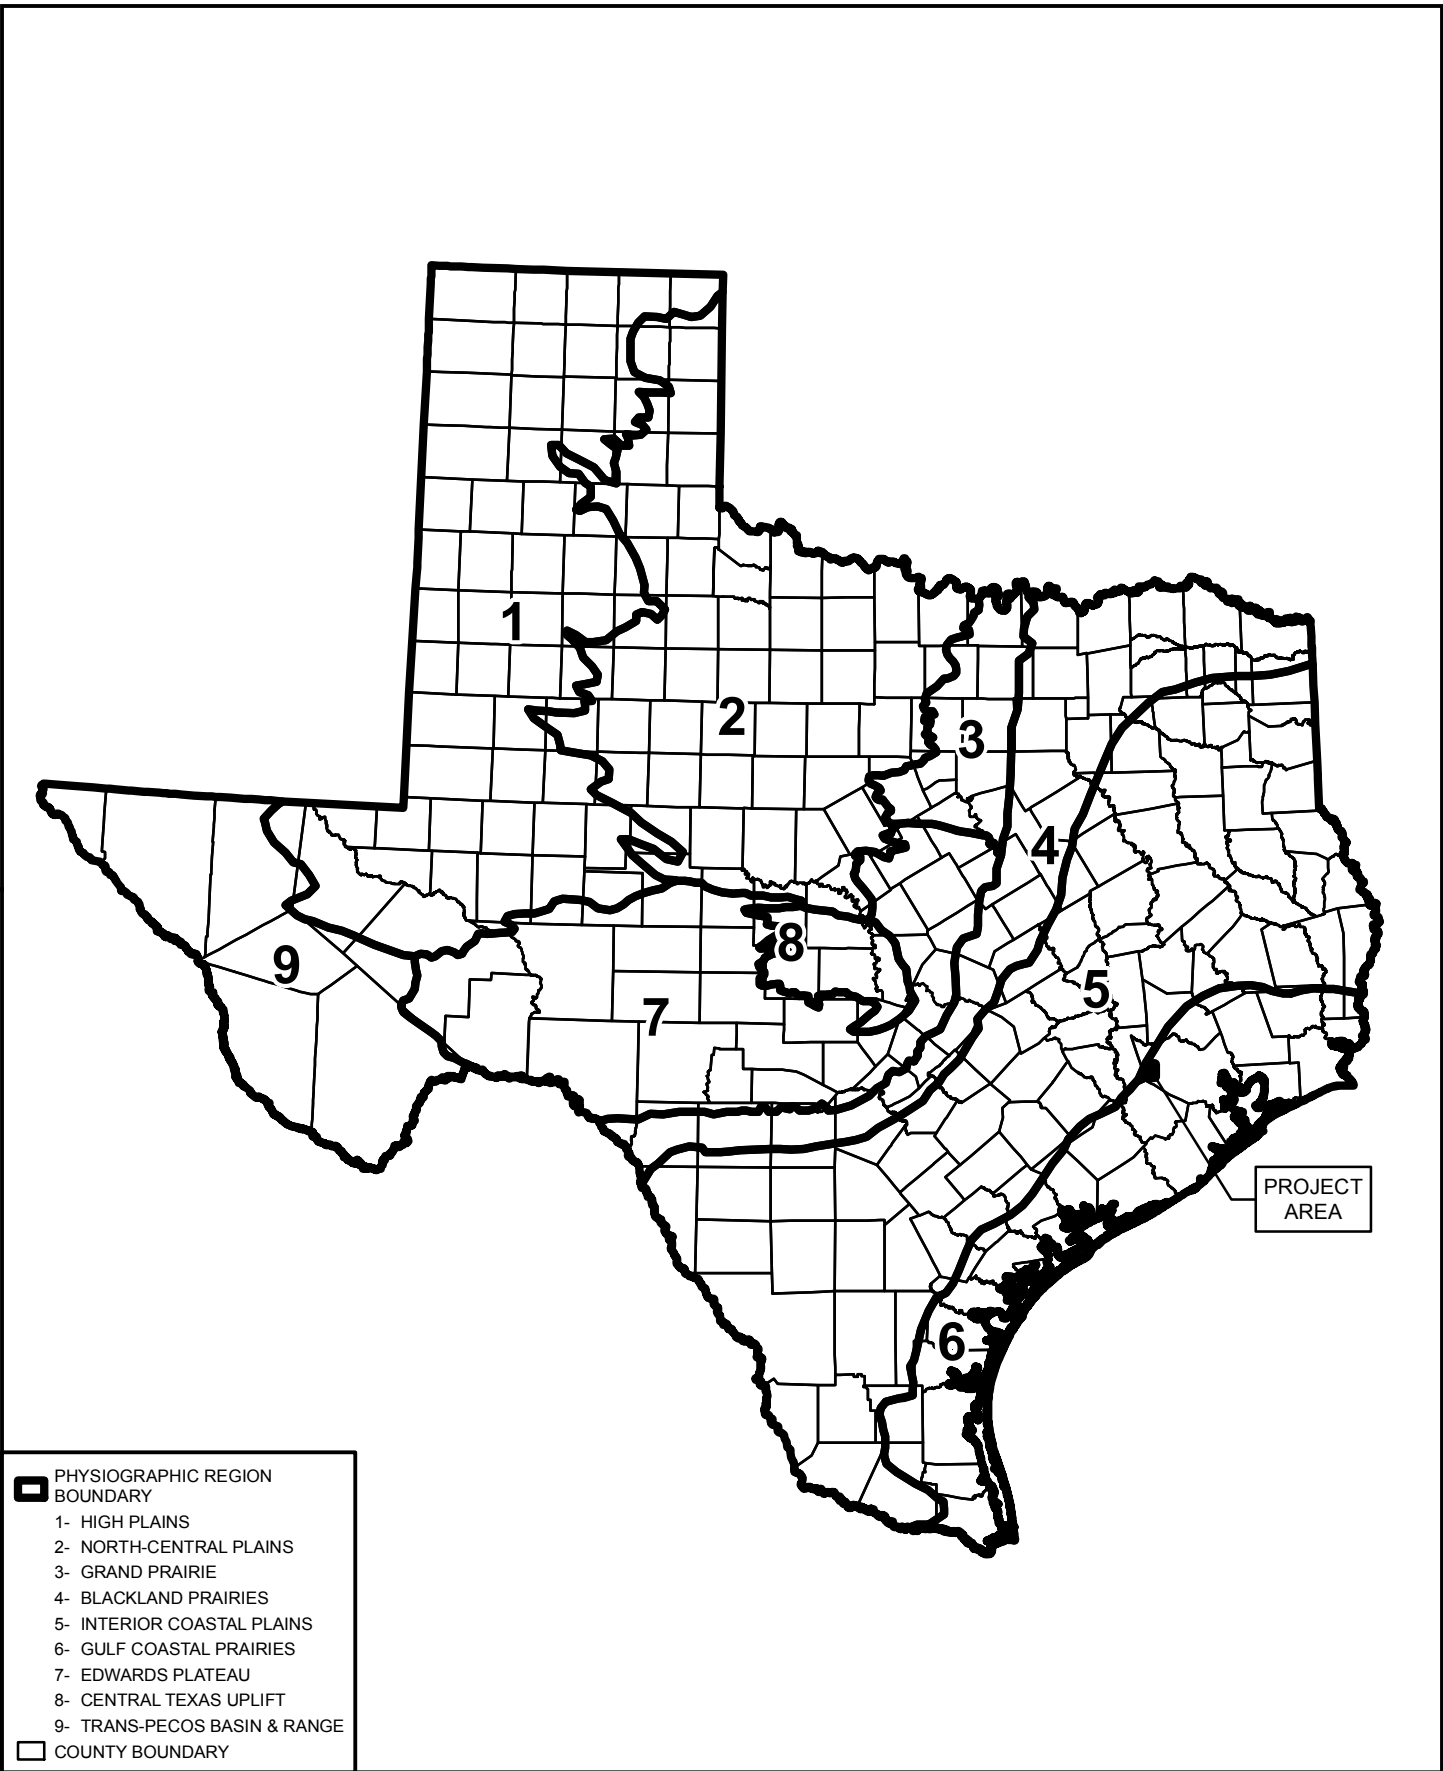 1
2
3
4
5
6
7
8
9
PROJECT
AREA
PHYSIOGRAPHIC REGION
BOUNDARY
1- HIGH PLAINS
2- NORTH-CENTRAL PLAINS
3- GRAND PRAIRIE
4- BLACKLAND PRAIRIES
5- INTERIOR COASTAL PLAINS
6- GULF COASTAL PRAIRIES
7- EDWARDS PLATEAU
8- CENTRAL TEXAS UPLIFT
9- TRANS-PECOS BASIN & RANGE
COUNTY BOUNDARY